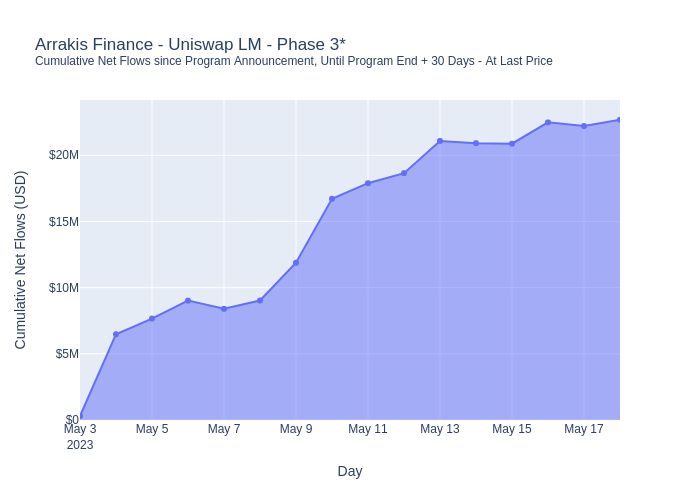 Arrakis Finance - Uniswap LM - Phase 3*
Cumulative Net Flows since Program Announcement, Until Program End + 30 Days - At Last Price
Cumulative Net Flows (USD)
$20M
$15M
$10M
$5M
$0
May 3
2023
May 5
May 7
May 9
May 11
May 13
May 15
May 17
Day